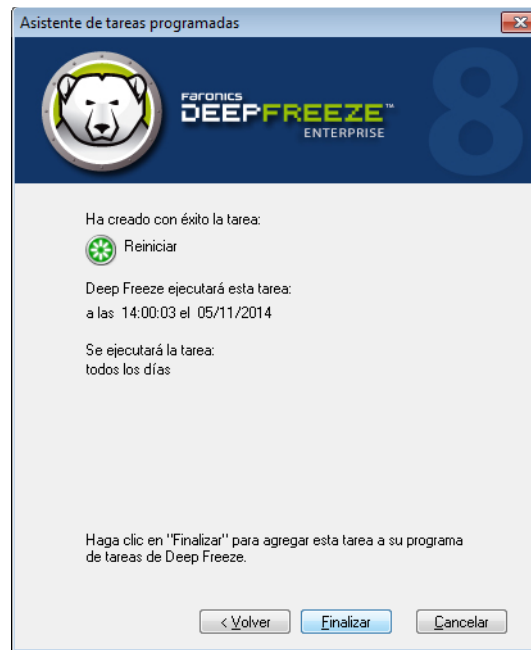 Asistente de tareas programadas
FARONICS
DEEPFREEZE™
ENTERPRISE
8
Ha creado con éxito la tarea:
Reiniciar
Deep Freeze ejecutará esta tarea:
a las 14:00:03 el 05/11/2014
Se ejecutará la tarea:
todos los días
Haga clic en "Finalizar" para agregar esta tarea a su programa
de tareas de Deep Freeze.
< Volver
Finalizar
Cancelar